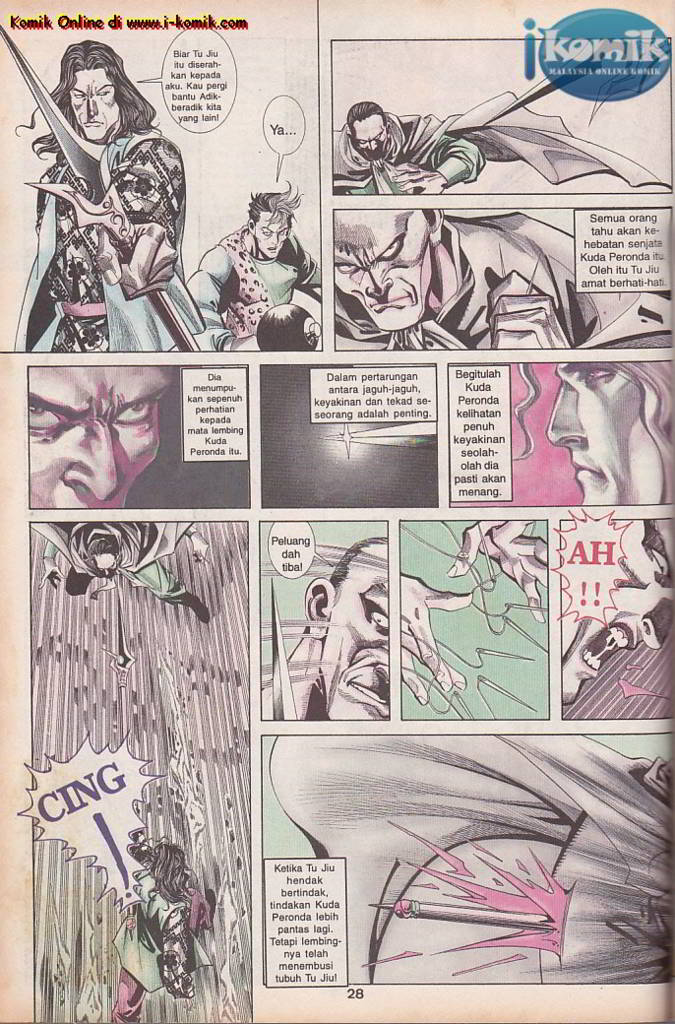 Komik Online di www.i-komik.com
ikomik
MALAYSIA ONLINE KOMIK
Biar Tu Jiu
itu diserah-
kan kepada
aku. Kau pergi
bantu Adik-
beradik kita
yang lain!
Ya...
Semua orang
tahu akan ke-
hebatan senjata
Kuda Peronda itu.
Oleh itu Tu Jiu
amat berhati-hati.
Dia
menumpu-
kan sepenuh
perhatian
kepada
mata lembing
Kuda
Peronda itu.
Dalam pertarungan
antara jaguh-jaguh,
keyakinan dan tekad se-
seorang adalah penting.
Begitulah
Kuda
Peronda
kelihatan
penuh
keyakinan
seolah-
olah dia
pasti akan
menang.
CING
!
Peluang
dah
tiba!
AH
!!
Ketika Tu Jiu
hendak
bertindak,
tindakan Kuda
Peronda lebih
pantas lagi.
Tetapi lembing-
nya telah
menembusi
tubuh Tu Jiu!
28